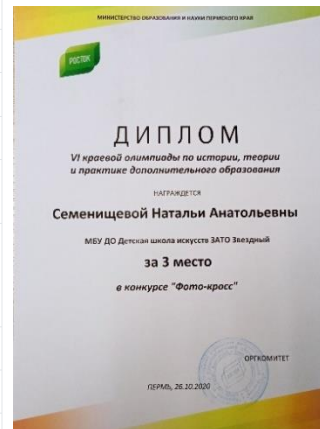 МИНИСТЕРСТВО ОБРАЗОВАНИЯ И НАУКИ ПЕРМСКОГО КРАЯ
РОСТОК
ДИПЛОМ
VI краевой олимпиады по истории, теории
и практике дополнительного образования
НАГРАЖДЕТСЯ
Семенищевой Натальи Анатольевны
МБУ ДО Детская школа искусств ЗАТО Звездный
за 3 место
в конкурсе "Фото-кросс"
ОРГКОМИТЕТ
ПЕРМЬ, 26.10.2020